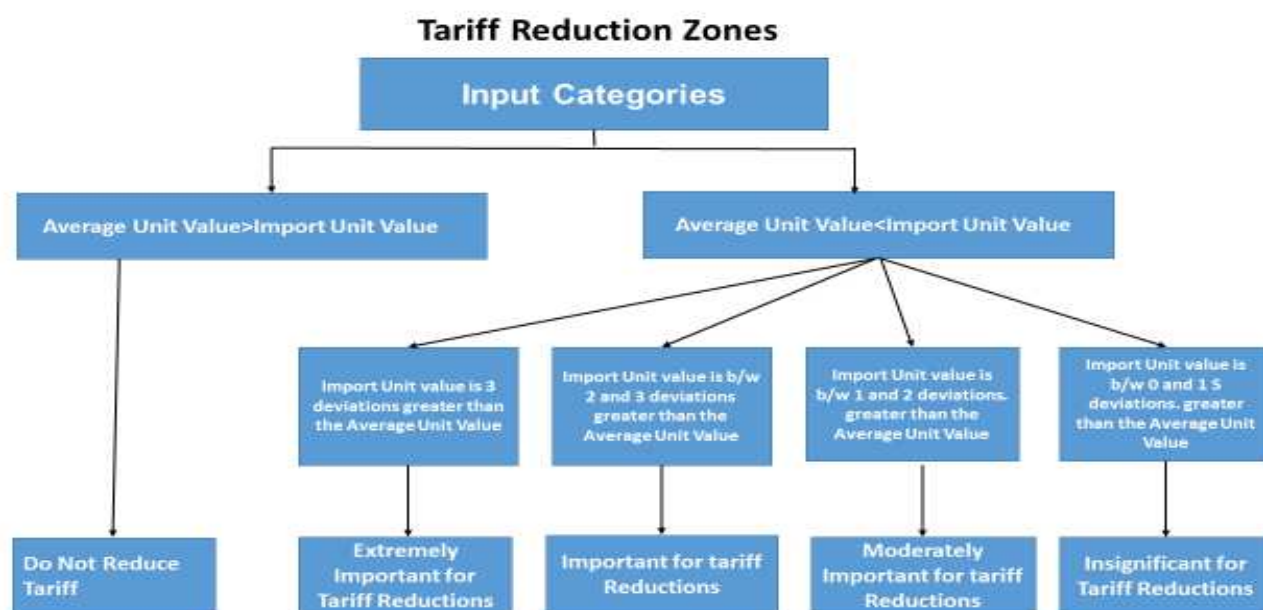 Tariff Reduction Zones
Input Categories
Average Unit Value>Import Unit Value
Average Unit Value<Import Unit Value
Import Unit value is 3
deviations greater than
the Average Unit Value
Import Unit value is b/w
2 and 3 deviations
greater than the
Average Unit Value
Import Unit value is
b/w 1 and 2 deviations.
greater than the
Average Unit Value
Import Unit value is
b/w 0 and 1 S
deviations. greater
than the Average Unit
Value
Do Not Reduce
Tariff
Extremely
Important for
Tariff Reductions
Important for tariff
Reductions
Moderately
Important for tariff
Reductions
Insignificant for
Tariff Reductions